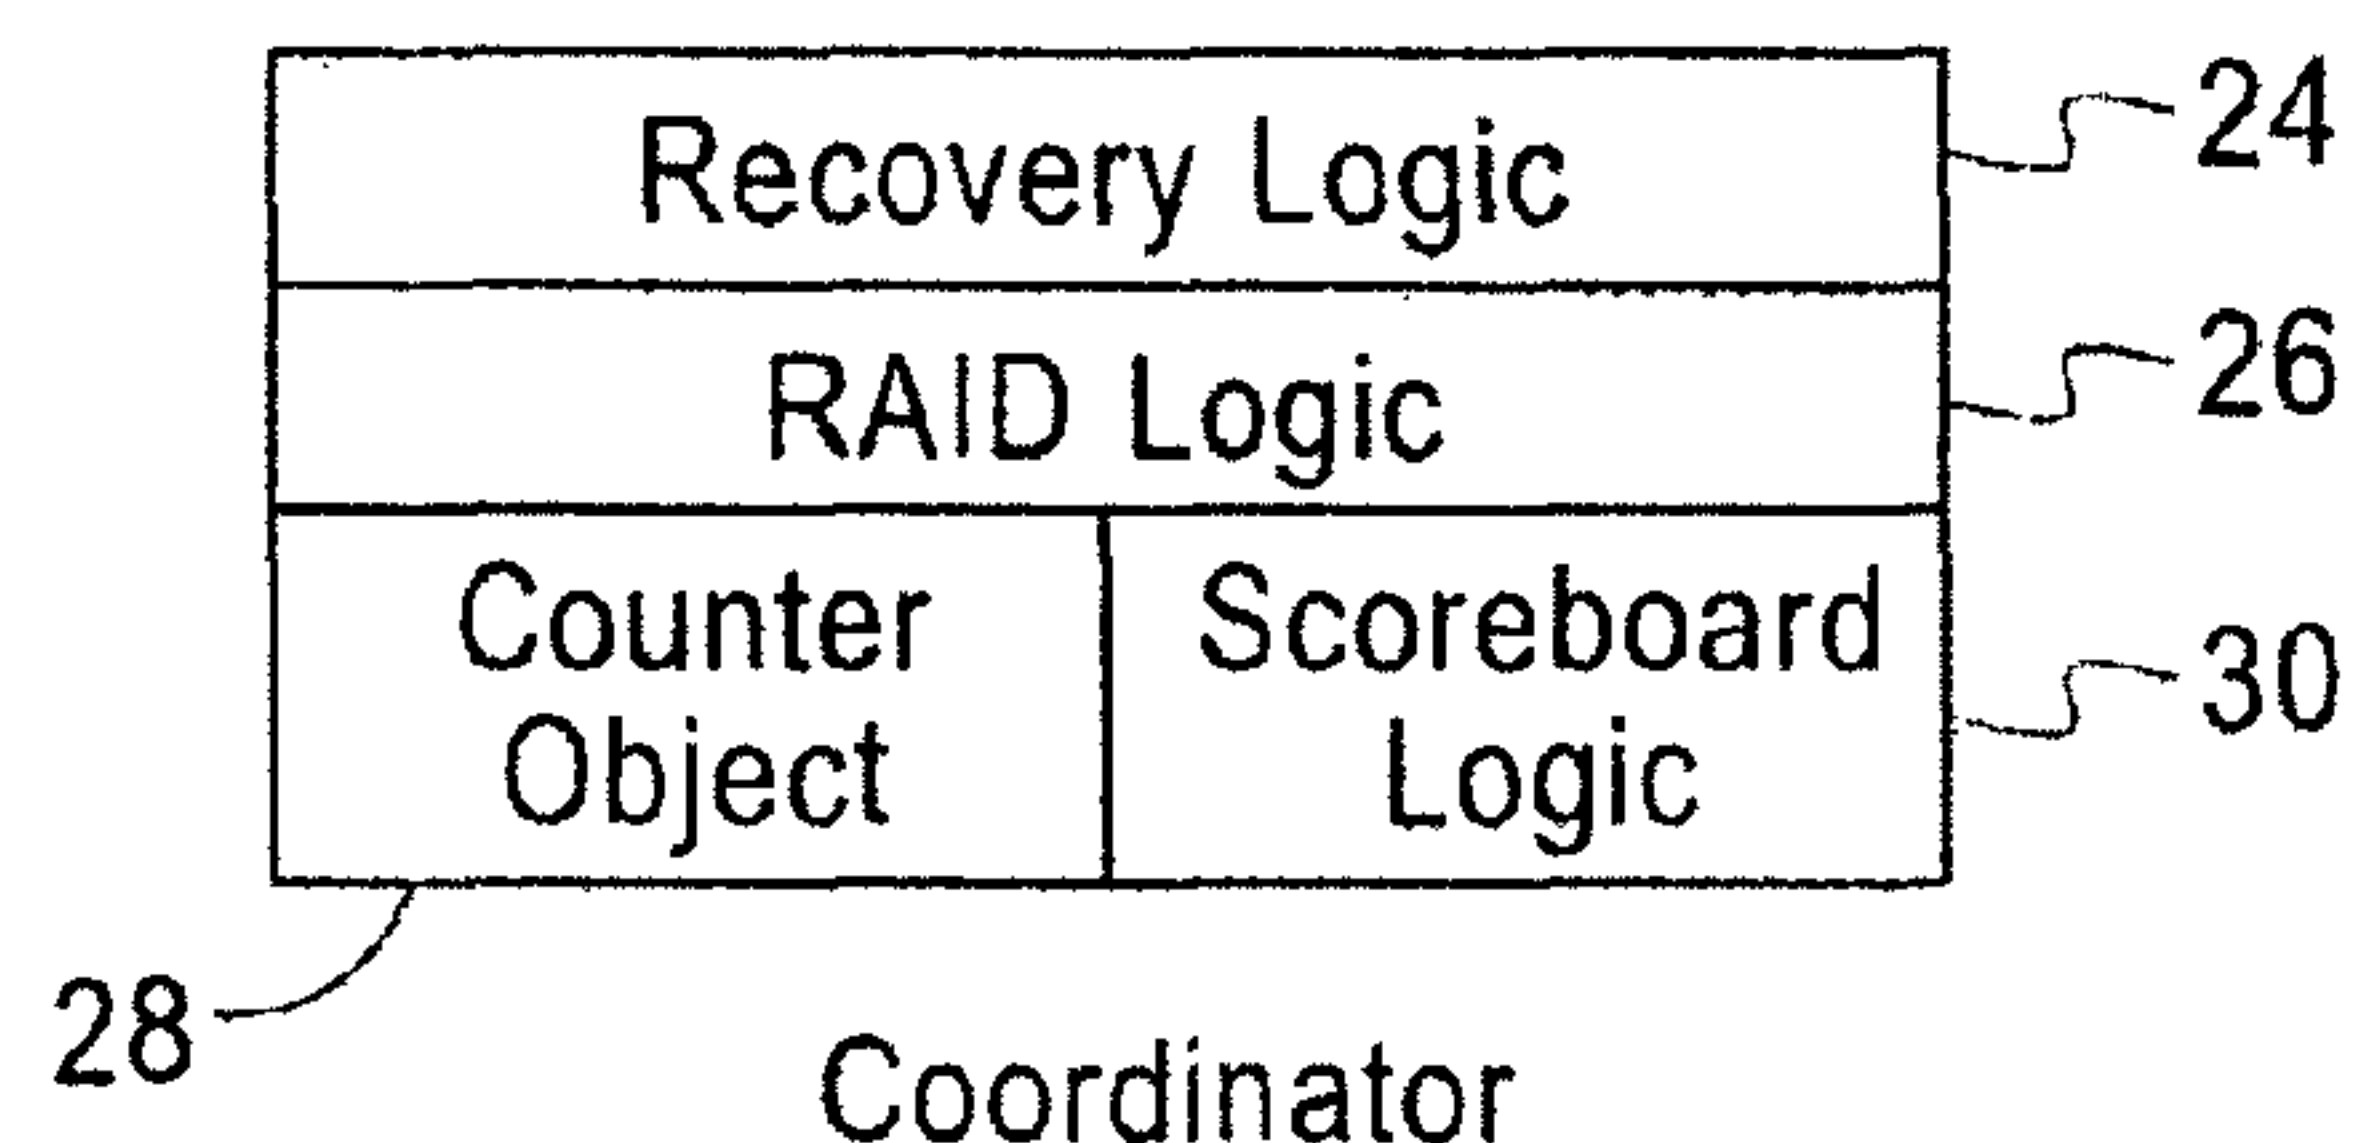 Recovery Logic
24
RAID Logic
26
Counter
Object
Scoreboard
Logic
30
28
Coordinator